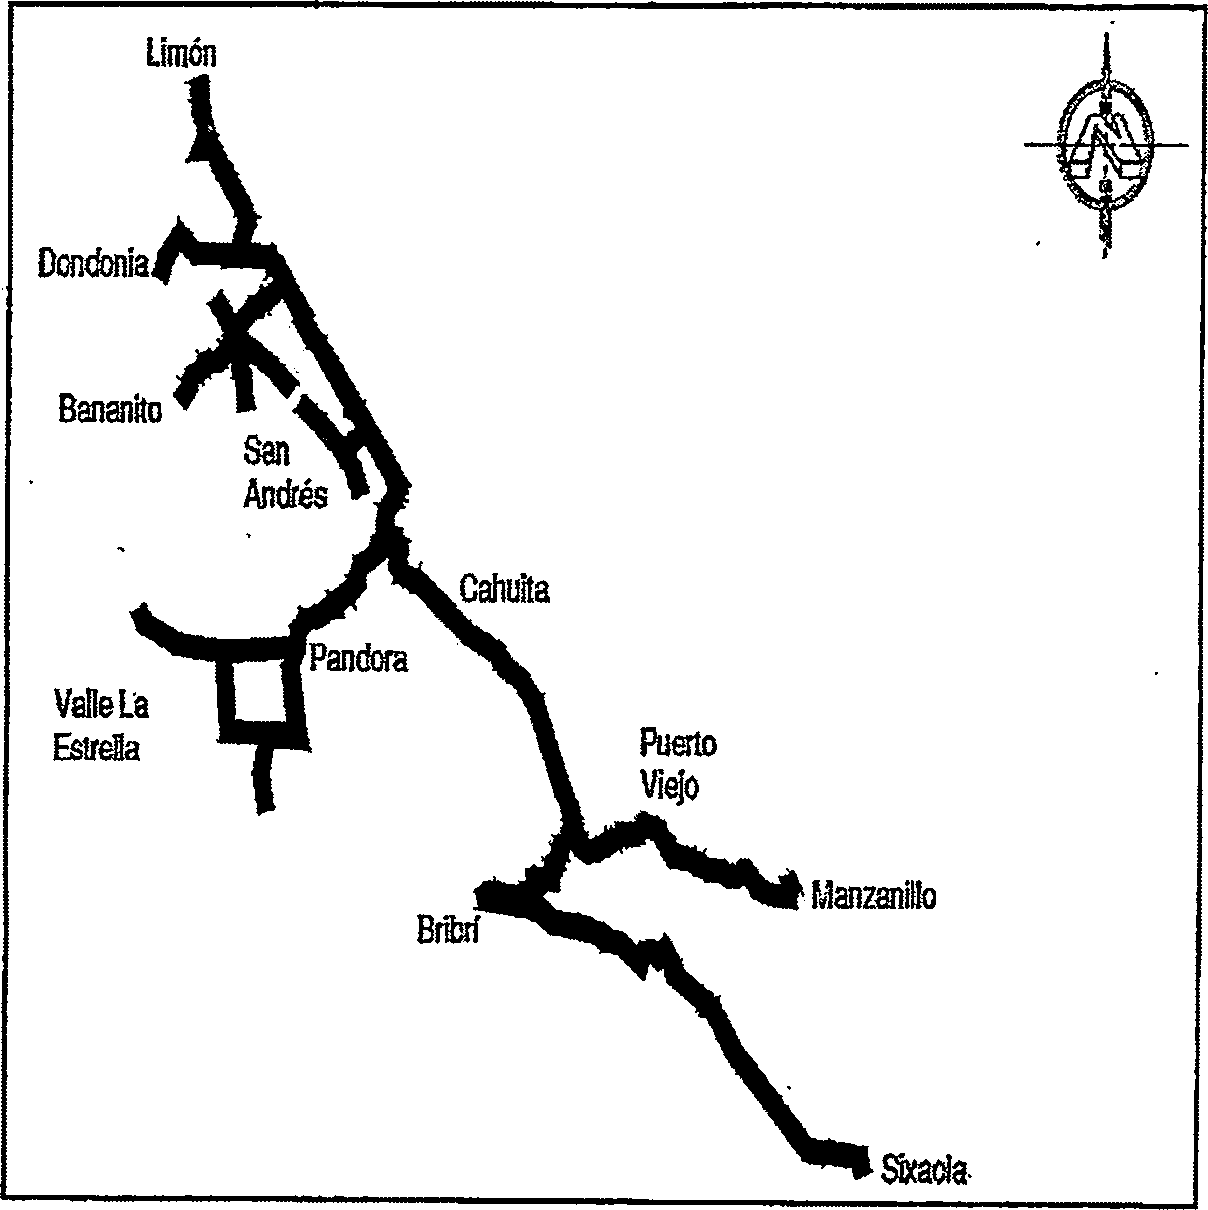 Limón
N
Dondonia
Bananito
San
Andrés
Cahuita
Pandora
Valle La
Estrella
Puerto
Viejo
Manzanillo
Bribrí
Sixaola